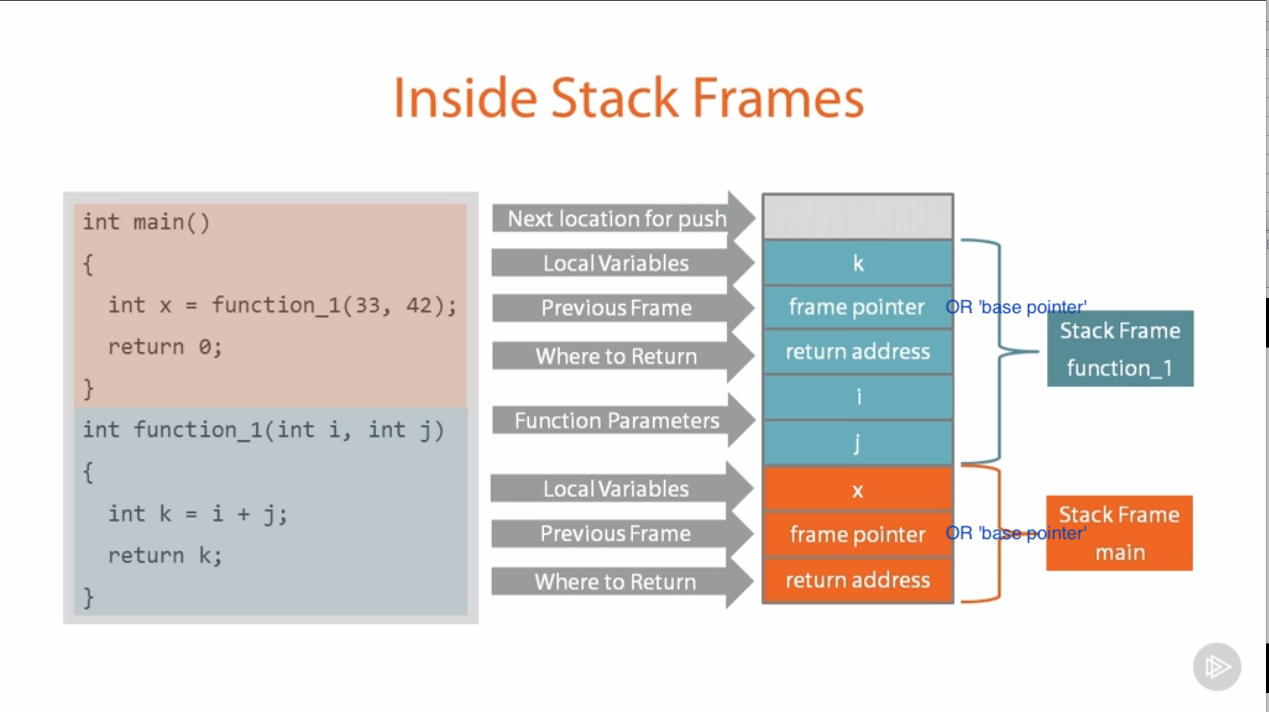 Inside Stack Frames
int main()
{
int x = function_1(33, 42);
return 0;
}
int function_1(int i, int j)
{
int k = i + j;
return k;
}
Next location for push
Local Variables
k
Previous Frame
frame pointer
OR 'base pointer'
Where to Return
return address
Function Parameters
i
j
Stack Frame
function_1
Local Variables
x
Previous Frame
frame pointer
OR 'base pointer'
Where to Return
return address
Stack Frame
main